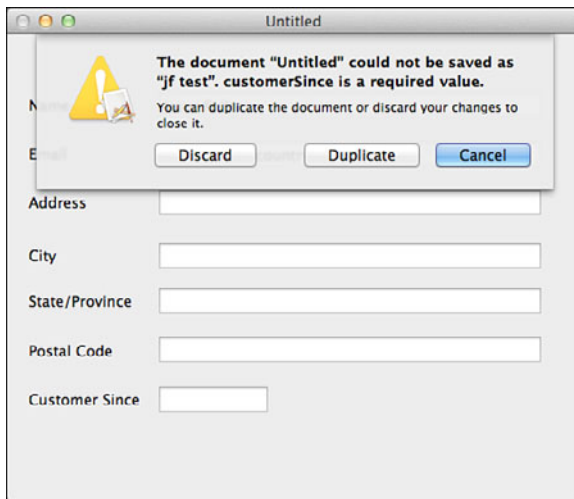 Untitled
The document “Untitled” could not be saved as
“jf test”. customerSince is a required value.
You can duplicate the document or discard your changes to
close it.
Discard
Duplicate
Cancel
Address
City
State/Province
Postal Code
Customer Since